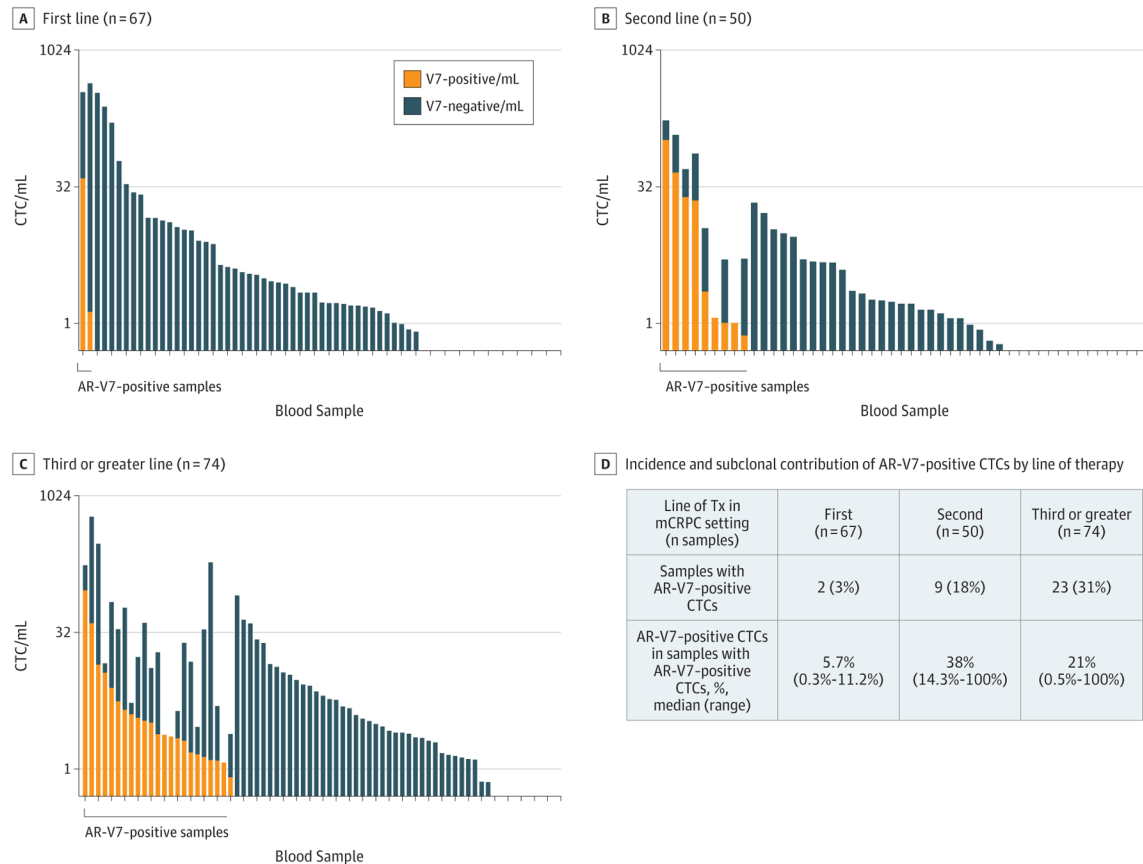 A First line (n=67)
1024
32
1
CTC/mL
V7-positive/mL
V7-negative/mL
AR-V7-positive samples
Blood Sample
B Second line (n=50)
1024
32
1
CTC/mL
AR-V7-positive samples
Blood Sample
C Third or greater line (n=74)
1024
32
1
CTC/mL
AR-V7-positive samples
Blood Sample
D Incidence and subclonal contribution of AR-V7-positive CTCs by line of therapy
Line of Tx in
mCRPC setting
(n samples)
First
(n=67)
Second
(n=50)
Third or greater
(n=74)
Samples with
AR-V7-positive
CTCs
2 (3%)
9 (18%)
23 (31%)
AR-V7-positive CTCs
in samples with
AR-V7-positive
CTCs, %,
median (range)
5.7%
(0.3%-11.2%)
38%
(14.3%-100%)
21%
(0.5%-100%)